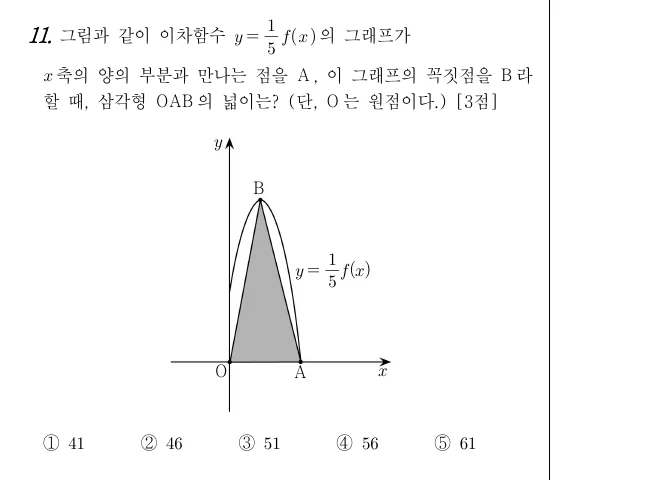 11. 그림과 같이 이차함수 y=1/5 f(x)의 그래프가
x축의 양의 부분과 만나는 점을 A, 이 그래프의 꼭짓점을 B라
할 때, 삼각형 OAB의 넓이는? (단, O는 원점이다.) [3점]
y
B
y=1/5 f(x)
O
A
x
① 41 ② 46 ③ 51 ④ 56 ⑤ 61